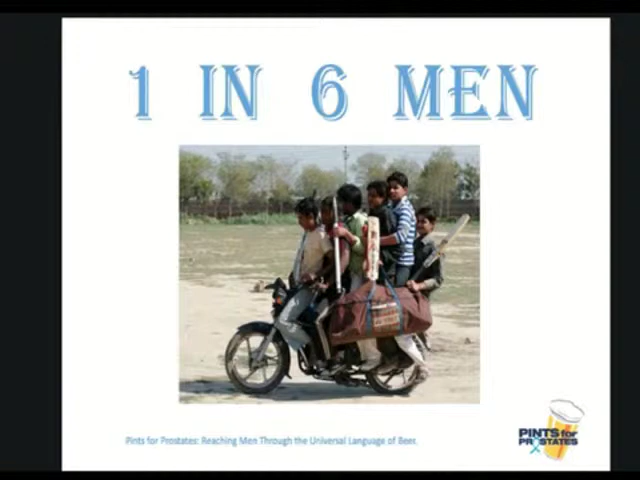 1 IN 6 MEN
Pints for Prostates: Reaching Men Through the Universal Language of Beer.
PINTS for
PROSTATES